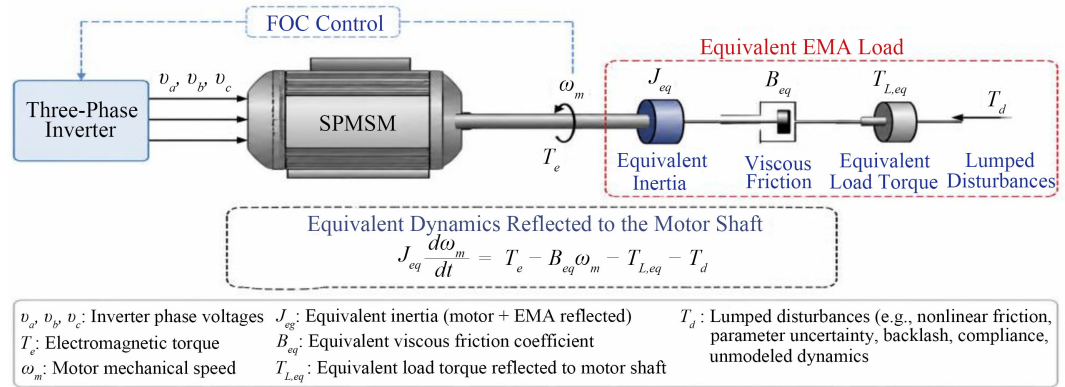 FOC Control
Equivalent EMA Load
υa, υb, υc
ωm
Jeq
Beq
TL,eq
Td
Three-Phase
Inverter
SPMSM
Te
Equivalent
Inertia
Viscous
Friction
Equivalent
Load Torque
Lumped
Disturbances
Equivalent Dynamics Reflected to the Motor Shaft
Jeq dωm/dt = Te − Beqωm − TL,eq − Td
υa, υb, υc: Inverter phase voltages
Te: Electromagnetic torque
ωm: Motor mechanical speed
Jeg: Equivalent inertia (motor + EMA reflected)
Beq: Equivalent viscous friction coefficient
TL,eq : Equivalent load torque reflected to motor shaft
Td : Lumped disturbances (e.g., nonlinear friction,
parameter uncertainty, backlash, compliance,
unmodeled dynamics